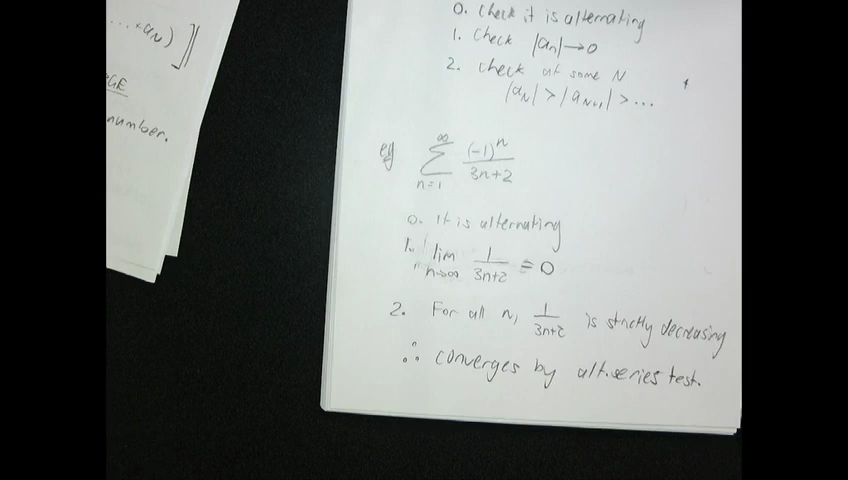 ...+aN)]]
RGE
number.
0. Check it is alternating
1. Check |an|→0
2. Check at some N
|aN|>|aN+1|>...
eg ∞∑n=1 (-1)^n/3n+2
0. It is alternating
1. lim n→∞ 1/3n+2 = 0
2. For all n, 1/3n+2 is strictly decreasing
∴ converges by alt. series test.